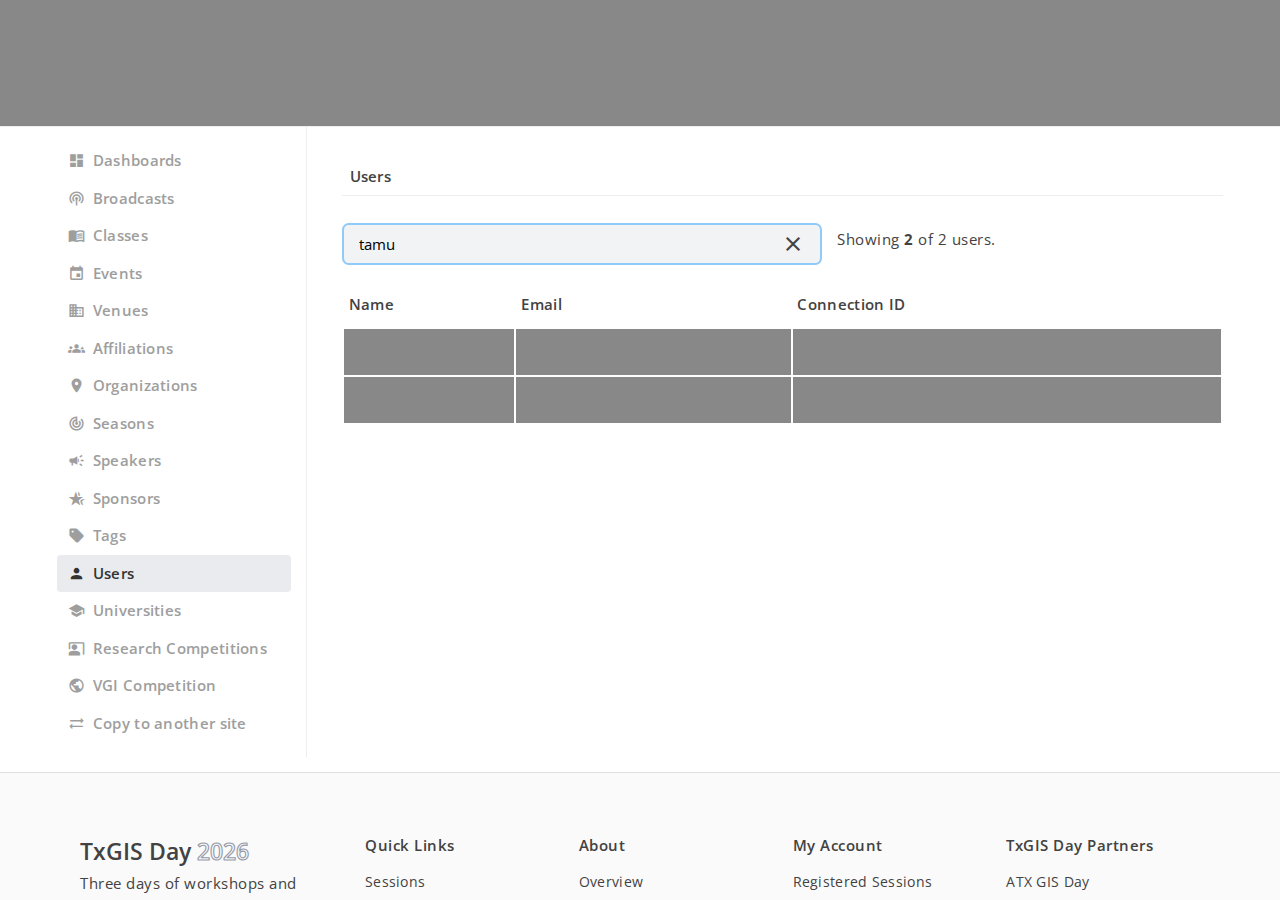 Dashboards
Broadcasts
Classes
Events
Venues
Affiliations
Organizations
Seasons
Speakers
Sponsors
Tags
Users
Universities
Research Competitions
VGI Competition
Copy to another site
Users
tamu
Showing 2 of 2 users.
Name Email Connection ID
TxGIS Day 2026
Three days of workshops and
Quick Links
Sessions
About
Overview
My Account
Registered Sessions
TxGIS Day Partners
ATX GIS Day